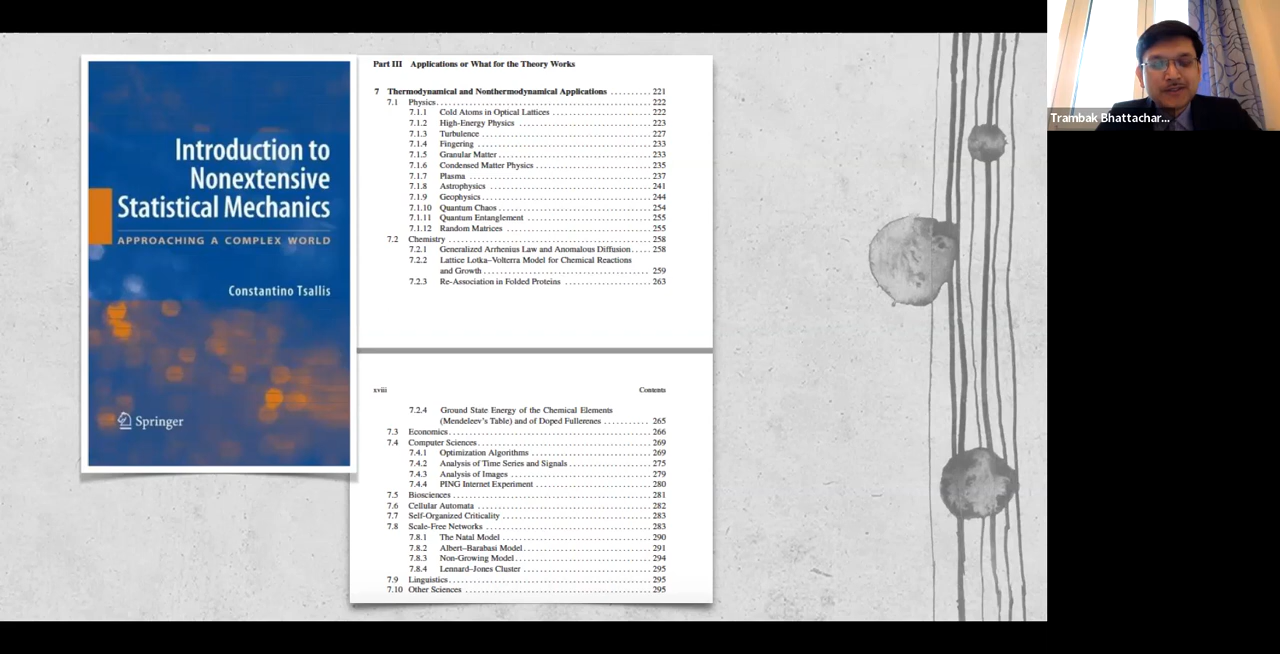 Introduction to
Nonextensive
Statistical Mechanics
APPROACHING A COMPLEX WORLD
Constantino Tsallis
Springer
Part III Applications or What for the Theory Works
7 Thermodynamical and Nonthermodynamical Applications .......... 221
7.1 Physics.................................................... 222
7.1.1 Cold Atoms in Optical Lattices ......................... 222
7.1.2 High-Energy Physics ................................. 223
7.1.3 Turbulence ........................................... 227
7.1.4 Fingering ............................................ 233
7.1.5 Granular Matter ...................................... 233
7.1.6 Condensed Matter Physics ............................. 235
7.1.7 Plasma ............................................... 237
7.1.8 Astrophysics ......................................... 241
7.1.9 Geophysics ........................................... 244
7.1.10 Quantum Chaos ....................................... 254
7.1.11 Quantum Entanglement ................................ 255
7.1.12 Random Matrices ..................................... 255
7.2 Chemistry ................................................. 258
7.2.1 Generalized Arrhenius Law and Anomalous Diffusion..... 258
7.2.2 Lattice Lotka–Volterra Model for Chemical Reactions
and Growth ................................................. 259
7.2.3 Re-Association in Folded Proteins ..................... 263
xviii Contents
7.2.4 Ground State Energy of the Chemical Elements
(Mendeleev's Table) and of Doped Fullerenes ........... 265
7.3 Economics.................................................. 266
7.4 Computer Sciences.......................................... 269
7.4.1 Optimization Algorithms .............................. 269
7.4.2 Analysis of Time Series and Signals ................... 275
7.4.3 Analysis of Images ................................... 279
7.4.4 PING Internet Experiment ............................. 280
7.5 Biosciences ............................................... 281
7.6 Cellular Automata ......................................... 282
7.7 Self-Organized Criticality ................................ 283
7.8 Scale-Free Networks ....................................... 283
7.8.1 The Natal Model ...................................... 290
7.8.2 Albert–Barabasi Model................................ 291
7.8.3 Non-Growing Model.................................... 294
7.8.4 Lennard–Jones Cluster ................................ 295
7.9 Linguistics................................................ 295
7.10 Other Sciences ........................................... 295
Trambak Bhattachar...